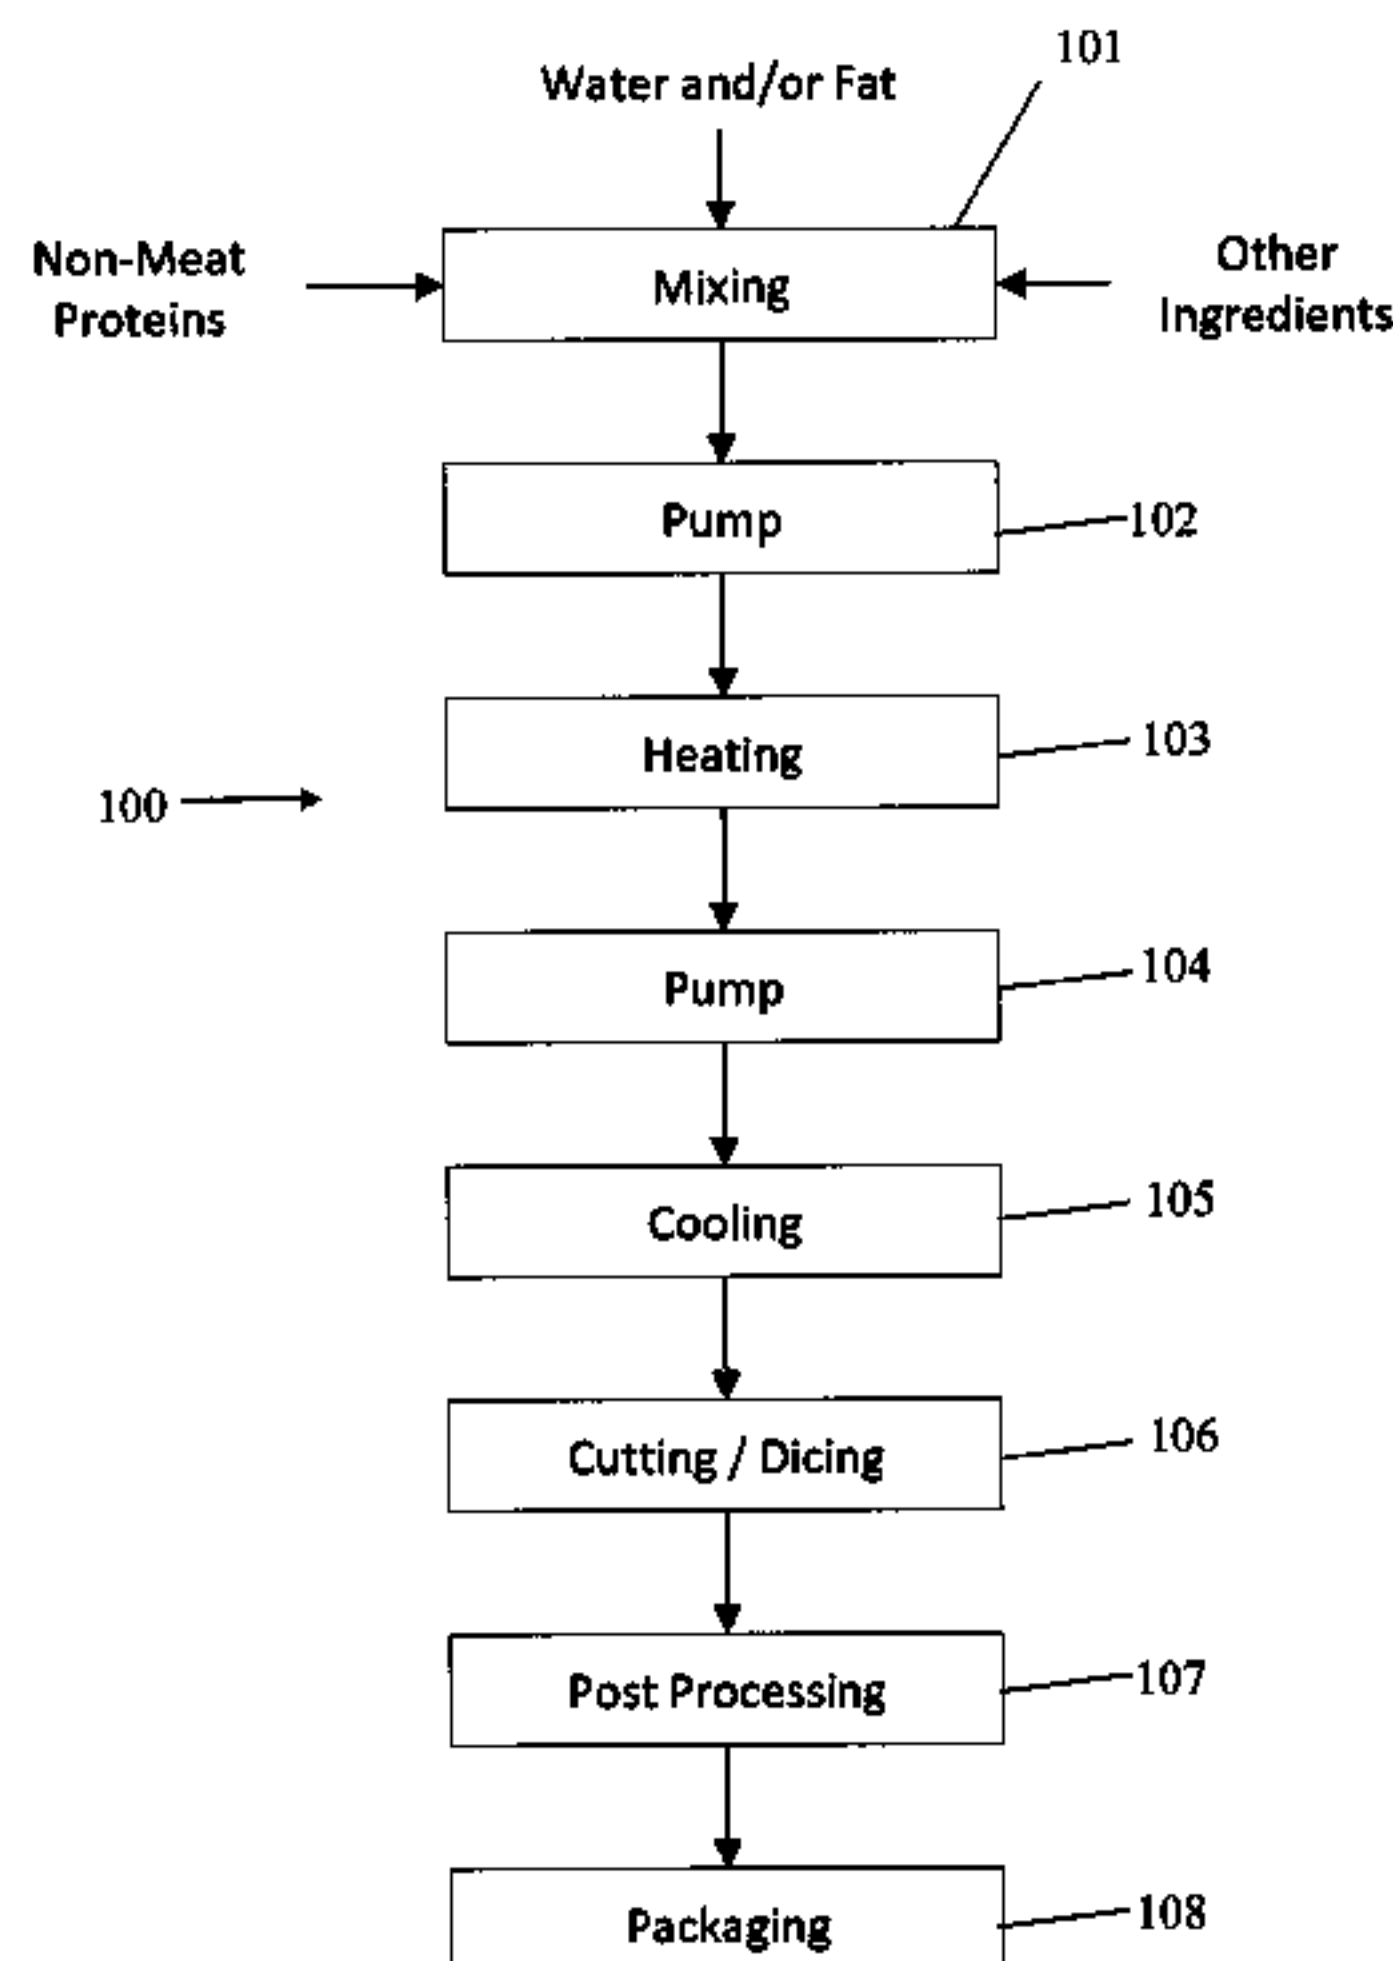 101
Water and/or Fat
Non-Meat
Proteins
Mixing
Other
Ingredients
Pump
102
Heating
103
100
Pump
104
Cooling
105
Cutting / Dicing
106
Post Processing
107
Packaging
108